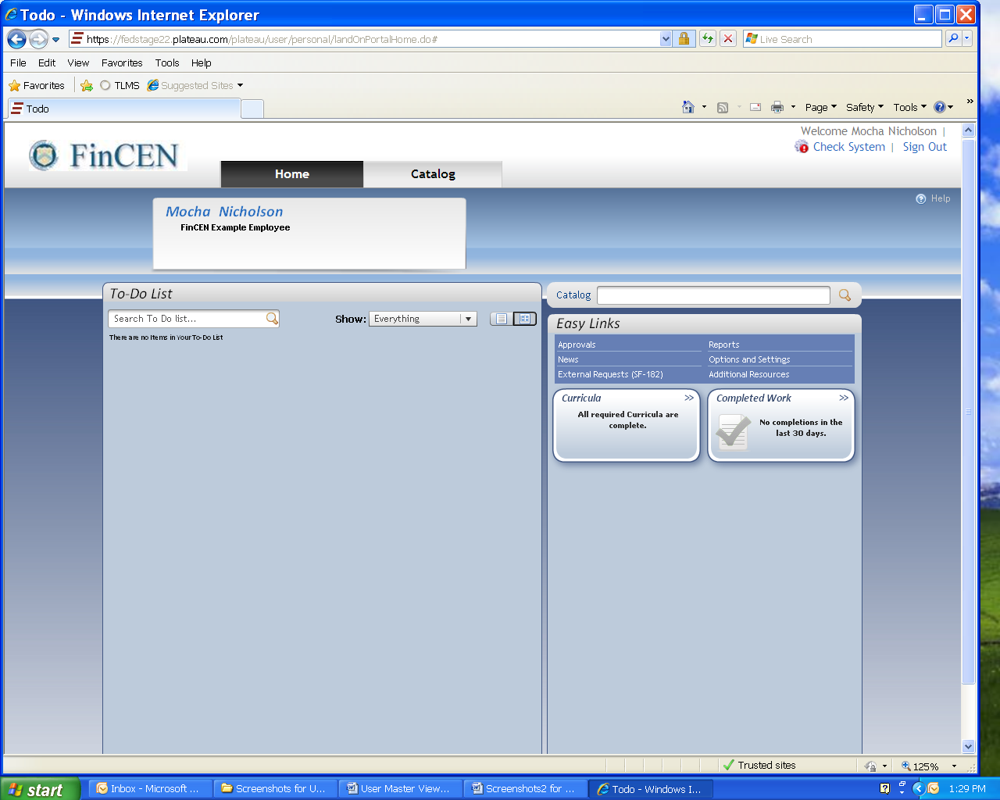 Todo - Windows Internet Explorer
https://fedstage22.plateau.com/plateau/user/personal/landOnPortalHome.do#
Live Search
File Edit View Favorites Tools Help
Favorites TLMS Suggested Sites
Todo
Page Safety Tools »
Welcome Mocha Nicholson |
Check System | Sign Out
FinCEN
Home Catalog
Help
Mocha Nicholson
FinCEN Example Employee
To-Do List
Search To Do list...
Show: Everything
There are no Items in Your To-Do List
Catalog
Easy Links
Approvals Reports
News Options and Settings
External Requests (SF-182) Additional Resources
Curricula >>
All required Curricula are
complete.
Completed Work >>
No completions in the
last 30 days.
Trusted sites 125%
start Inbox - Microsoft ... Screenshots for U... User Master View... Screenshots2 for ... Todo - Windows I... 1:29 PM